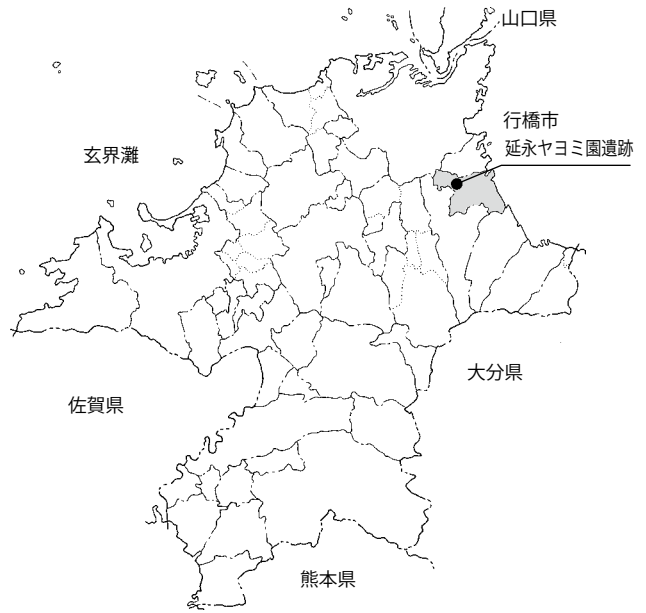 山口県
行橋市
延永ヤヨミ園遺跡
玄界灘
大分県
佐賀県
熊本県